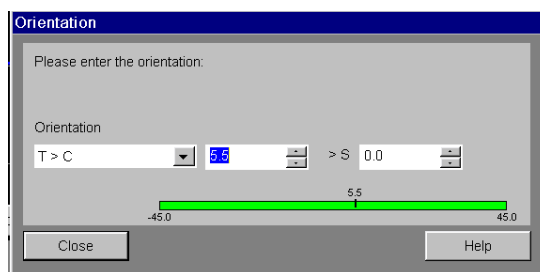 Orientation
Please enter the orientation:
Orientation
T > C 5.5 > S 0.0
5.5
-45.0 45.0
Close Help